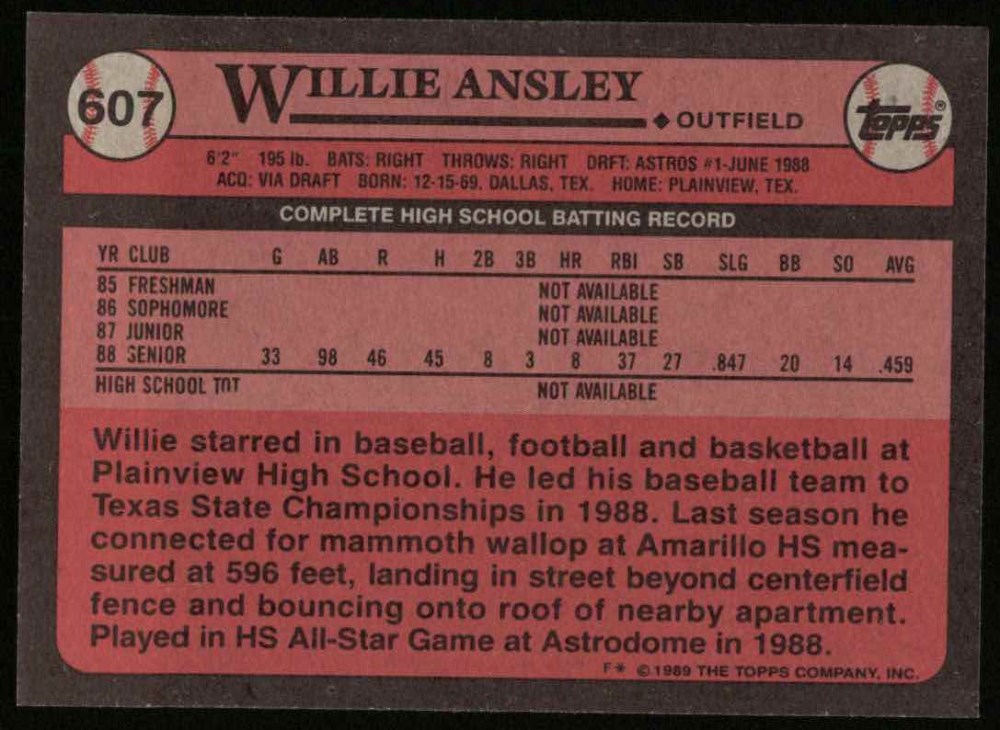 607
WILLIE ANSLEY
◆ OUTFIELD
TOPPS®
6'2" 195 lb. BATS: RIGHT THROWS: RIGHT DRFT: ASTROS #1-JUNE 1988
ACQ: VIA DRAFT BORN: 12-15-69, DALLAS, TEX. HOME: PLAINVIEW, TEX.
COMPLETE HIGH SCHOOL BATTING RECORD
YR CLUB G AB R H 2B 3B HR RBI SB SLG BB SO AVG
85 FRESHMAN NOT AVAILABLE
86 SOPHOMORE NOT AVAILABLE
87 JUNIOR NOT AVAILABLE
88 SENIOR 33 98 46 45 8 3 8 37 27 .847 20 14 .459
HIGH SCHOOL TOT NOT AVAILABLE
Willie starred in baseball, football and basketball at
Plainview High School. He led his baseball team to
Texas State Championships in 1988. Last season he
connected for mammoth wallop at Amarillo HS mea-
sured at 596 feet, landing in street beyond centerfield
fence and bouncing onto roof of nearby apartment.
Played in HS All-Star Game at Astrodome in 1988.
F* ©1989 THE TOPPS COMPANY, INC.